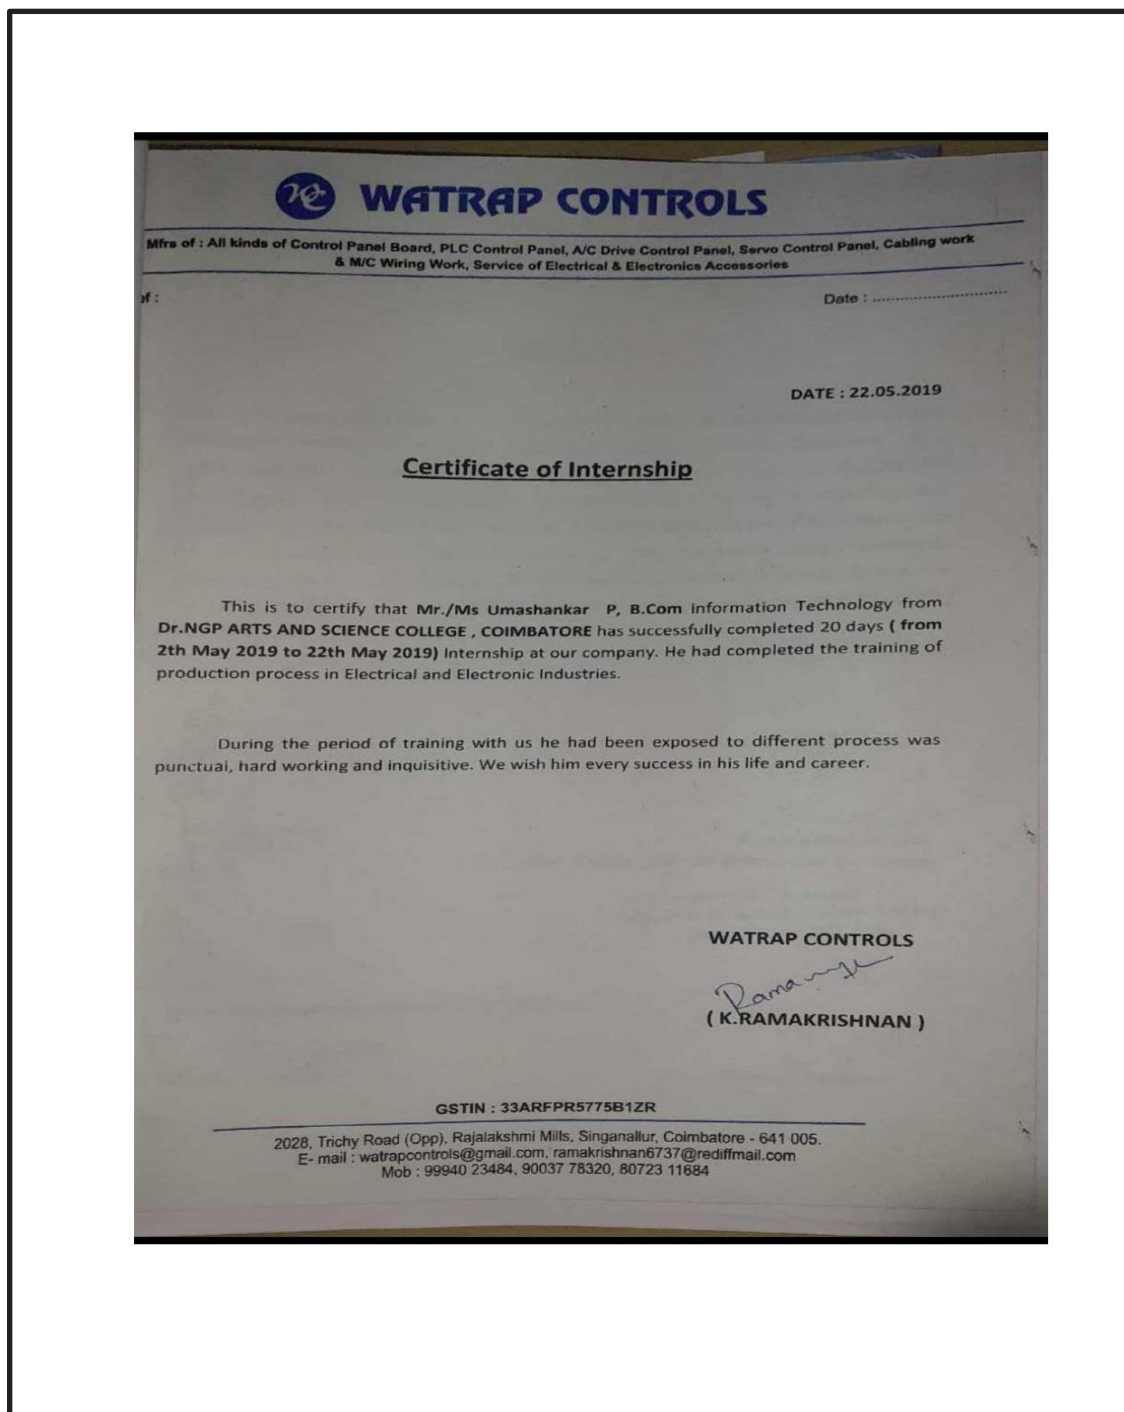 WATRAP CONTROLS
Mfrs of : All kinds of Control Panel Board, PLC Control Panel, A/C Drive Control Panel, Servo Control Panel, Cabling work
& M/C Wiring Work, Service of Electrical & Electronics Accessories
ef :
Date : ..............................
DATE : 22.05.2019
Certificate of Internship
This is to certify that Mr./Ms Umashankar P, B.Com information Technology from
Dr.NGP ARTS AND SCIENCE COLLEGE , COIMBATORE has successfully completed 20 days ( from
2th May 2019 to 22th May 2019) Internship at our company. He had completed the training of
production process in Electrical and Electronic Industries.
During the period of training with us he had been exposed to different process was
punctual, hard working and inquisitive. We wish him every success in his life and career.
WATRAP CONTROLS
( K.RAMAKRISHNAN )
GSTIN : 33ARFPR5775B1ZR
2028, Trichy Road (Opp), Rajalakshmi Mills, Singanallur, Coimbatore - 641 005.
E- mail : watrapcontrols@gmail.com, ramakrishnan6737@rediffmail.com
Mob : 99940 23484, 90037 78320, 80723 11684